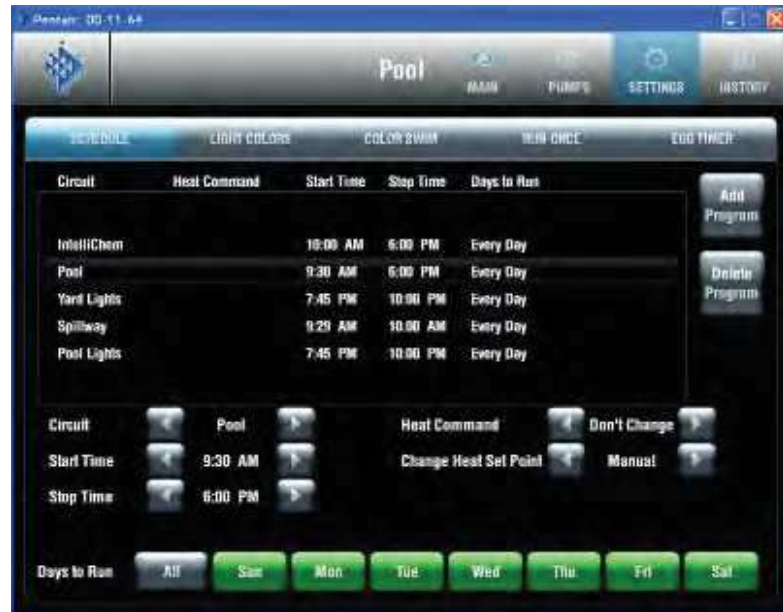 Pentair: 00-11-64
Pool
MAIN
PUMPS
SETTINGS
HISTORY
SCHEDULE LIGHT COLORS COLOR SWIM RUN ONCE EGG TIMER
Circuit Heat Command Start Time Stop Time Days to Run
Add Program
IntelliChem 10:00 AM 6:00 PM Every Day
Pool 9:30 AM 6:00 PM Every Day
Delete Program
Yard Lights 7:45 PM 10:00 PM Every Day
Spillway 9:29 AM 10:00 AM Every Day
Pool Lights 7:45 PM 10:00 PM Every Day
Circuit Pool Heat Command Don't Change
Start Time 9:30 AM Change Heat Set Point Manual
Stop Time 6:00 PM
Days to Run All Sun Mon Tue Wed Thu Fri Sat